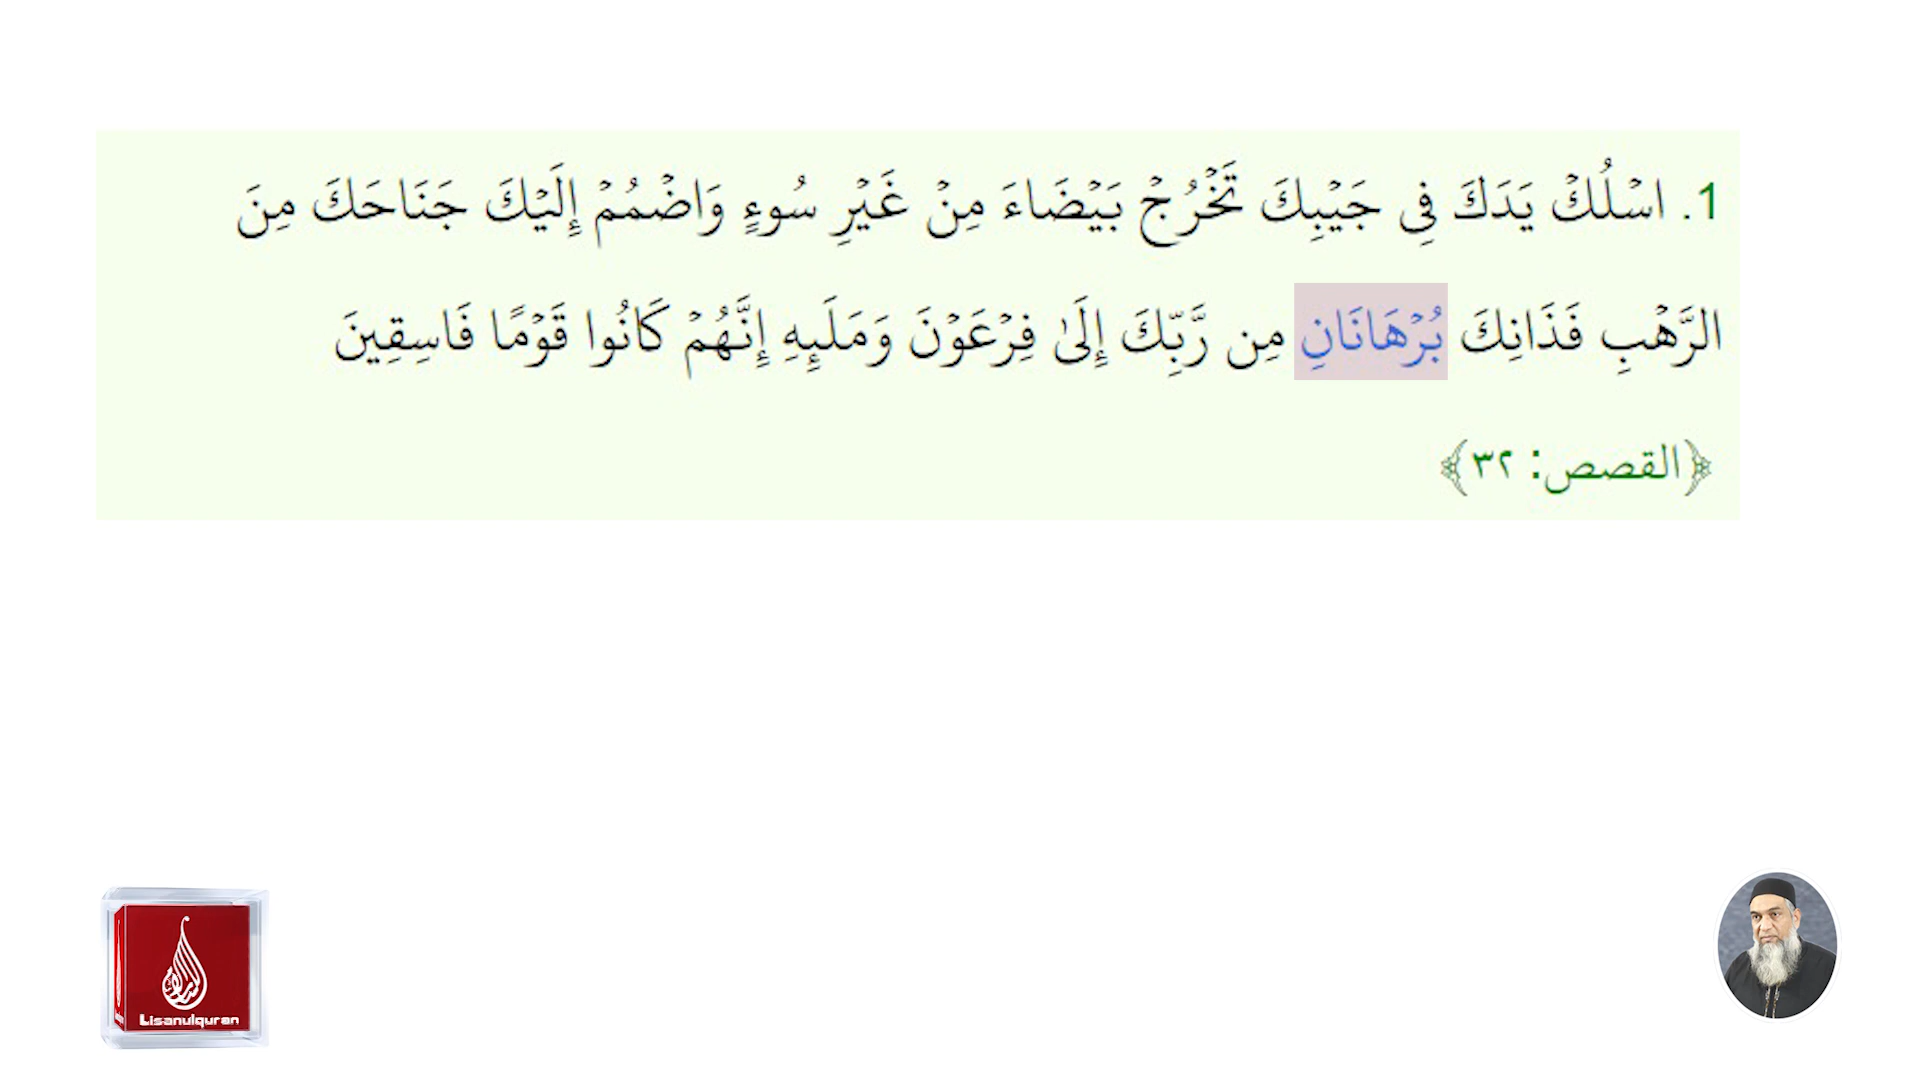 1. اسْلُكْ يَدَكَ فِي جَيْبِكَ تَخْرُجْ بَيْضَاءَ مِنْ غَيْرِ سُوءٍ وَاضْمُمْ إِلَيْكَ جَنَاحَكَ مِنَ
الرَّهْبِ فَذَانِكَ بُرْهَانَانِ مِن رَّبِّكَ إِلَىٰ فِرْعَوْنَ وَمَلَئِهِ إِنَّهُمْ كَانُوا قَوْمًا فَاسِقِينَ
﴿القصص: ٣٢﴾
Lisanulquran